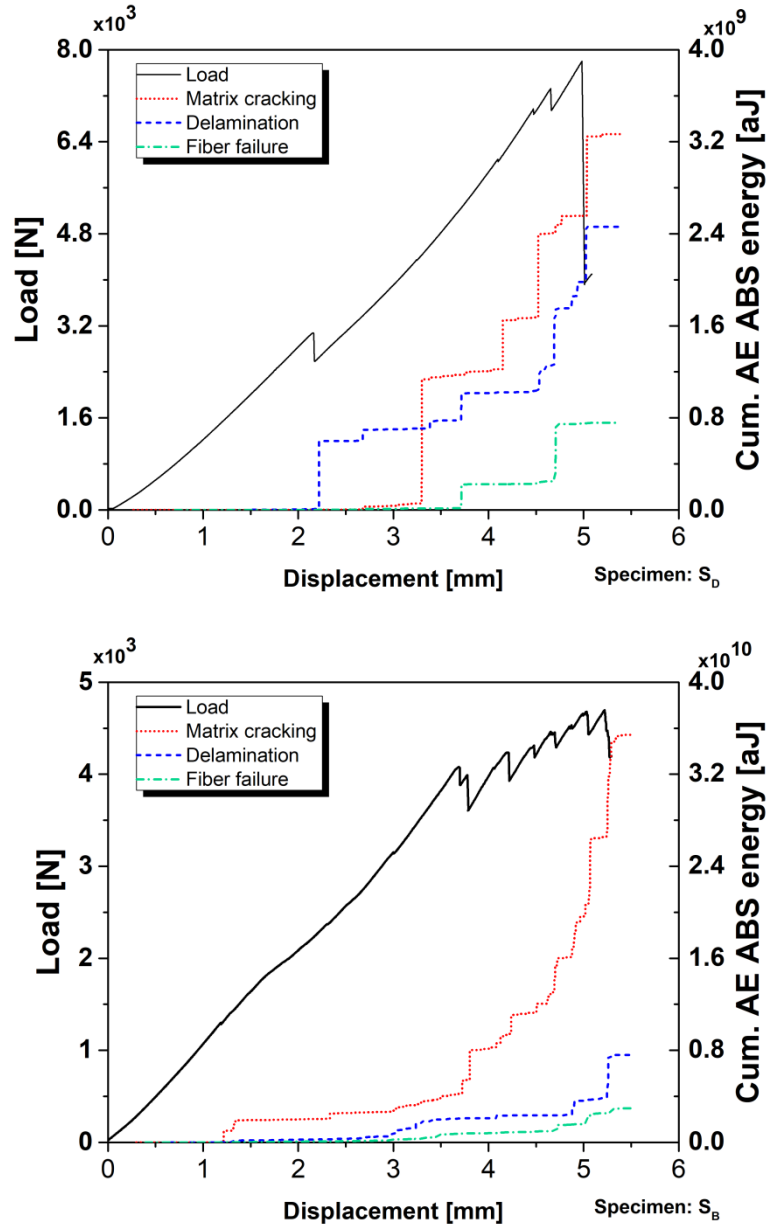 x10³
x10⁹
8.0
4.0
Load
Matrix cracking
Delamination
Fiber failure
6.4
3.2
4.8
2.4
3.2
1.6
1.6
0.8
0.0
0.0
Load [N]
Cum. AE ABS energy [aJ]
0 1 2 3 4 5 6
Displacement [mm]
Specimen: S_D
x10³
x10¹⁰
5
4.0
Load
Matrix cracking
Delamination
Fiber failure
4
3.2
3
2.4
2
1.6
1
0.8
0
0.0
Load [N]
Cum. AE ABS energy [aJ]
0 1 2 3 4 5 6
Displacement [mm]
Specimen: S_B